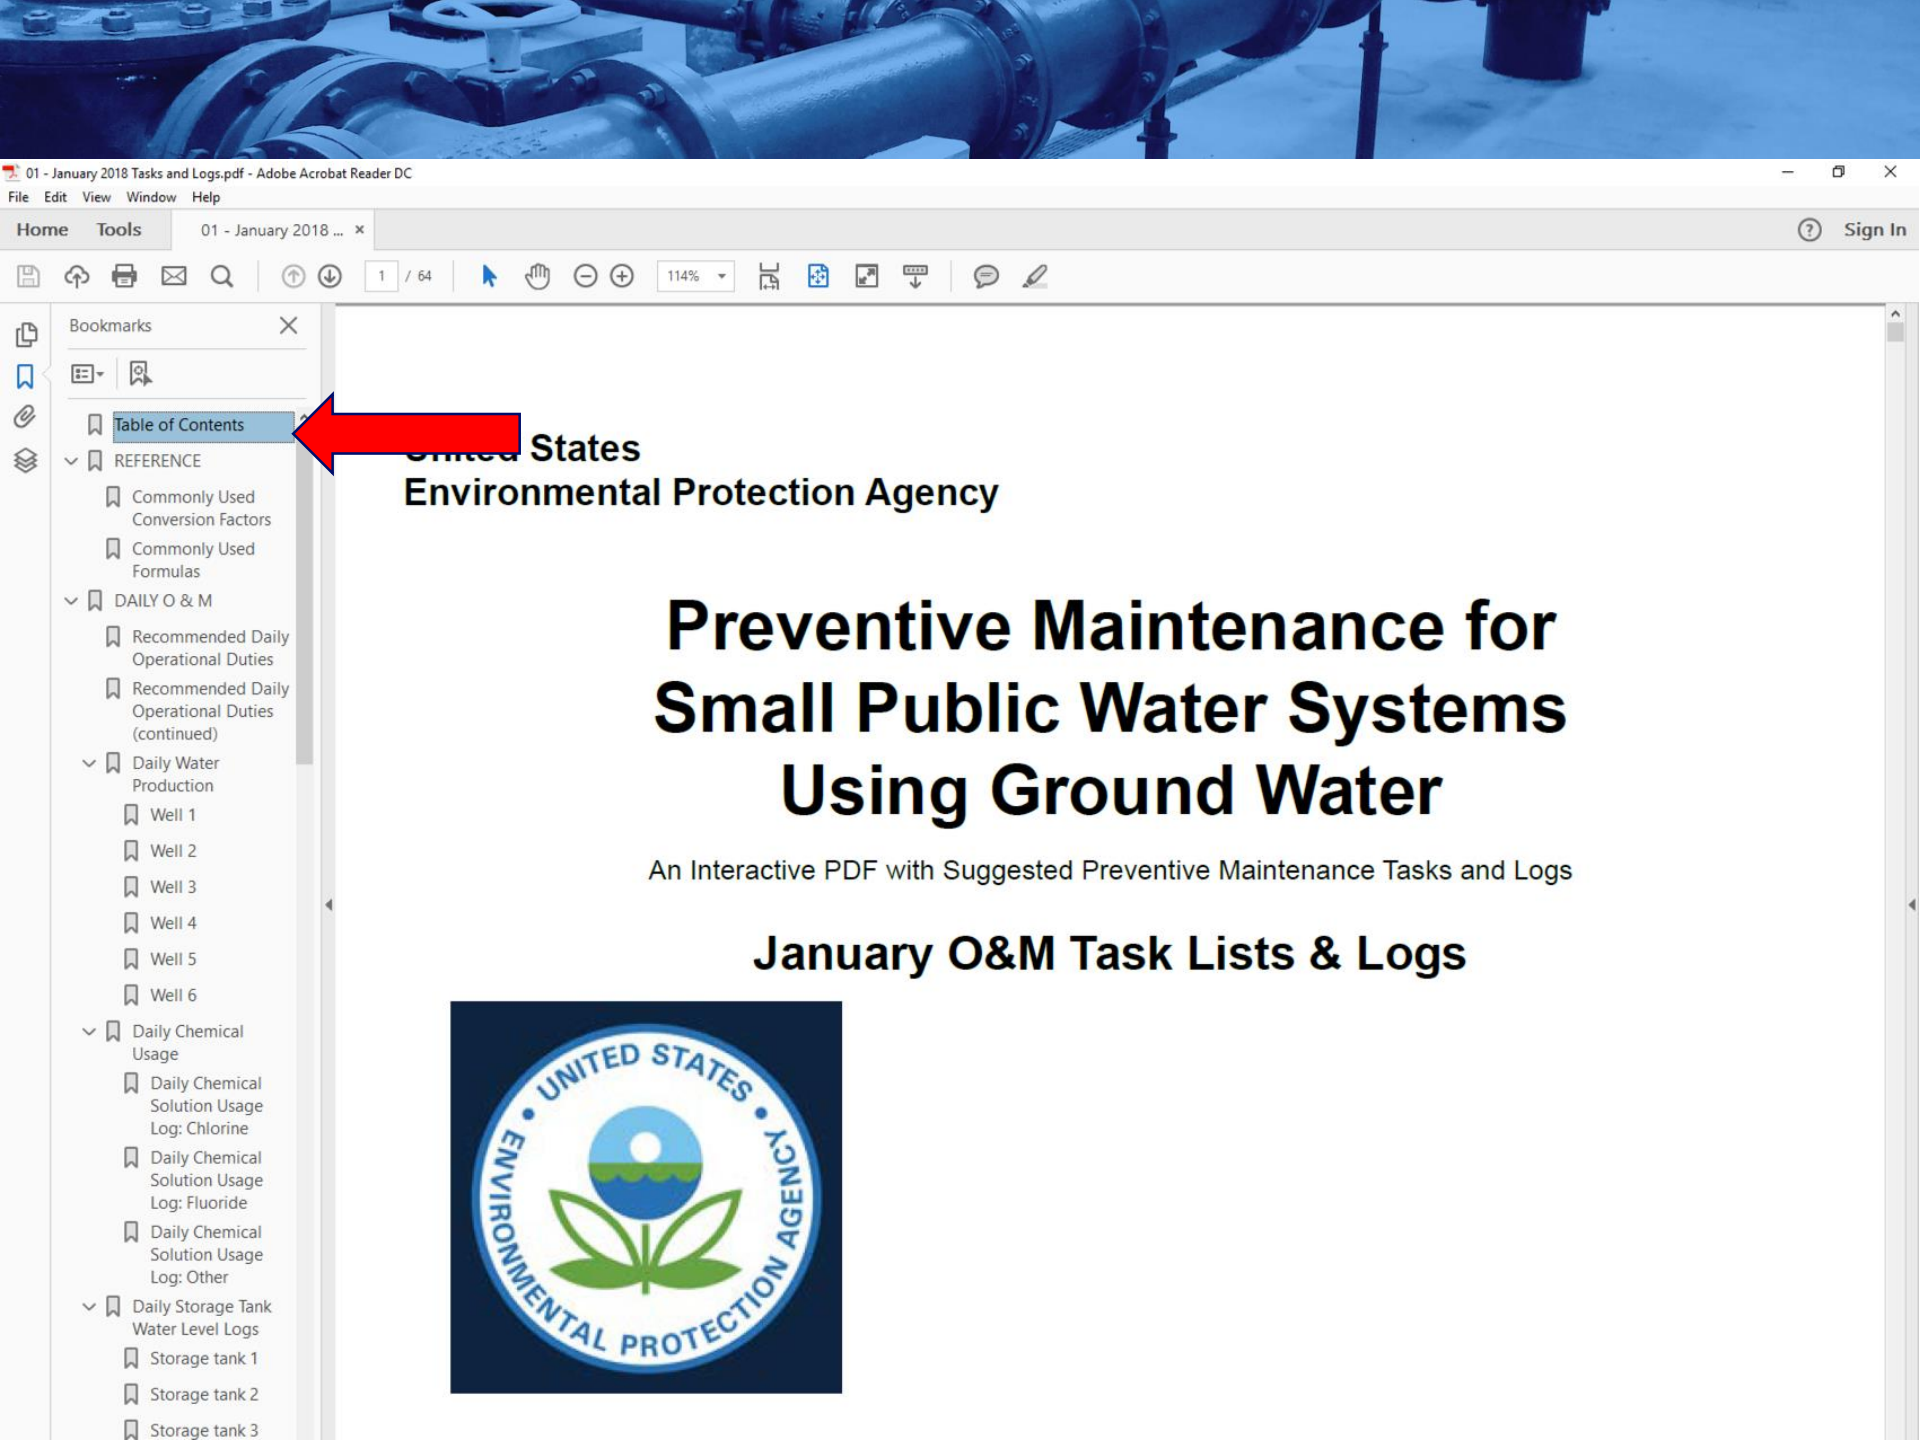 01 - January 2018 Tasks and Logs.pdf - Adobe Acrobat Reader DC
File Edit View Window Help
Home Tools 01 - January 2018 ... × Sign In
1 / 64 114%
Bookmarks
Table of Contents
REFERENCE
Commonly Used
Conversion Factors
Commonly Used
Formulas
DAILY O & M
Recommended Daily
Operational Duties
Recommended Daily
Operational Duties
(continued)
Daily Water
Production
Well 1
Well 2
Well 3
Well 4
Well 5
Well 6
Daily Chemical
Usage
Daily Chemical
Solution Usage
Log: Chlorine
Daily Chemical
Solution Usage
Log: Fluoride
Daily Chemical
Solution Usage
Log: Other
Daily Storage Tank
Water Level Logs
Storage tank 1
Storage tank 2
Storage tank 3
United States
Environmental Protection Agency
Preventive Maintenance for
Small Public Water Systems
Using Ground Water
An Interactive PDF with Suggested Preventive Maintenance Tasks and Logs
January O&M Task Lists & Logs
UNITED STATES • ENVIRONMENTAL PROTECTION AGENCY •